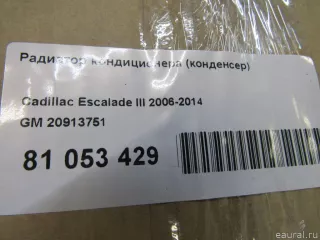 Радиатор кондиционера (конденсер)
Cadillac Escalade III 2006-2014
GM 20913751
81 053 429
eaural.ru